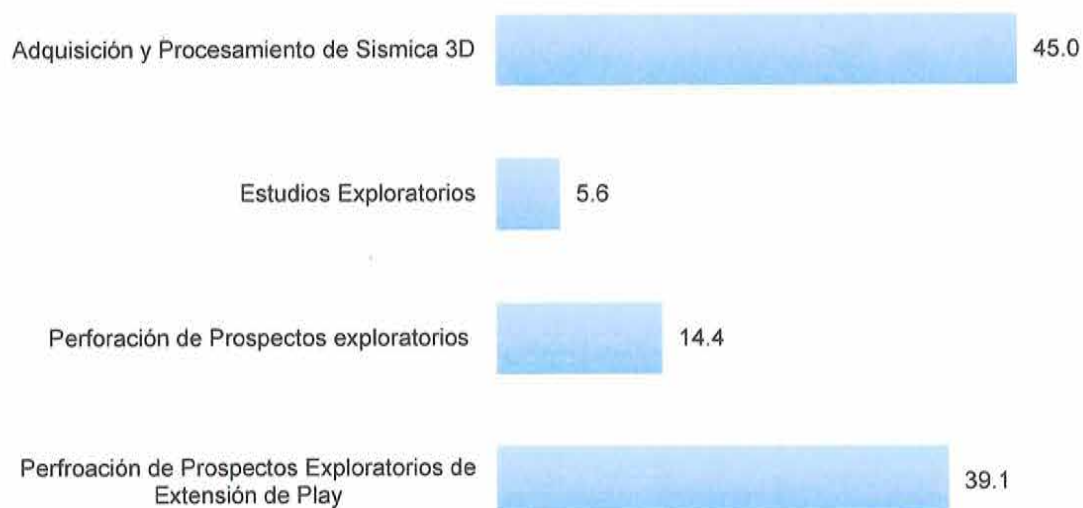 Adquisición y Procesamiento de Sismica 3D 45.0
Estudios Exploratorios 5.6
Perforación de Prospectos exploratorios 14.4
Perfroación de Prospectos Exploratorios de
Extensión de Play 39.1